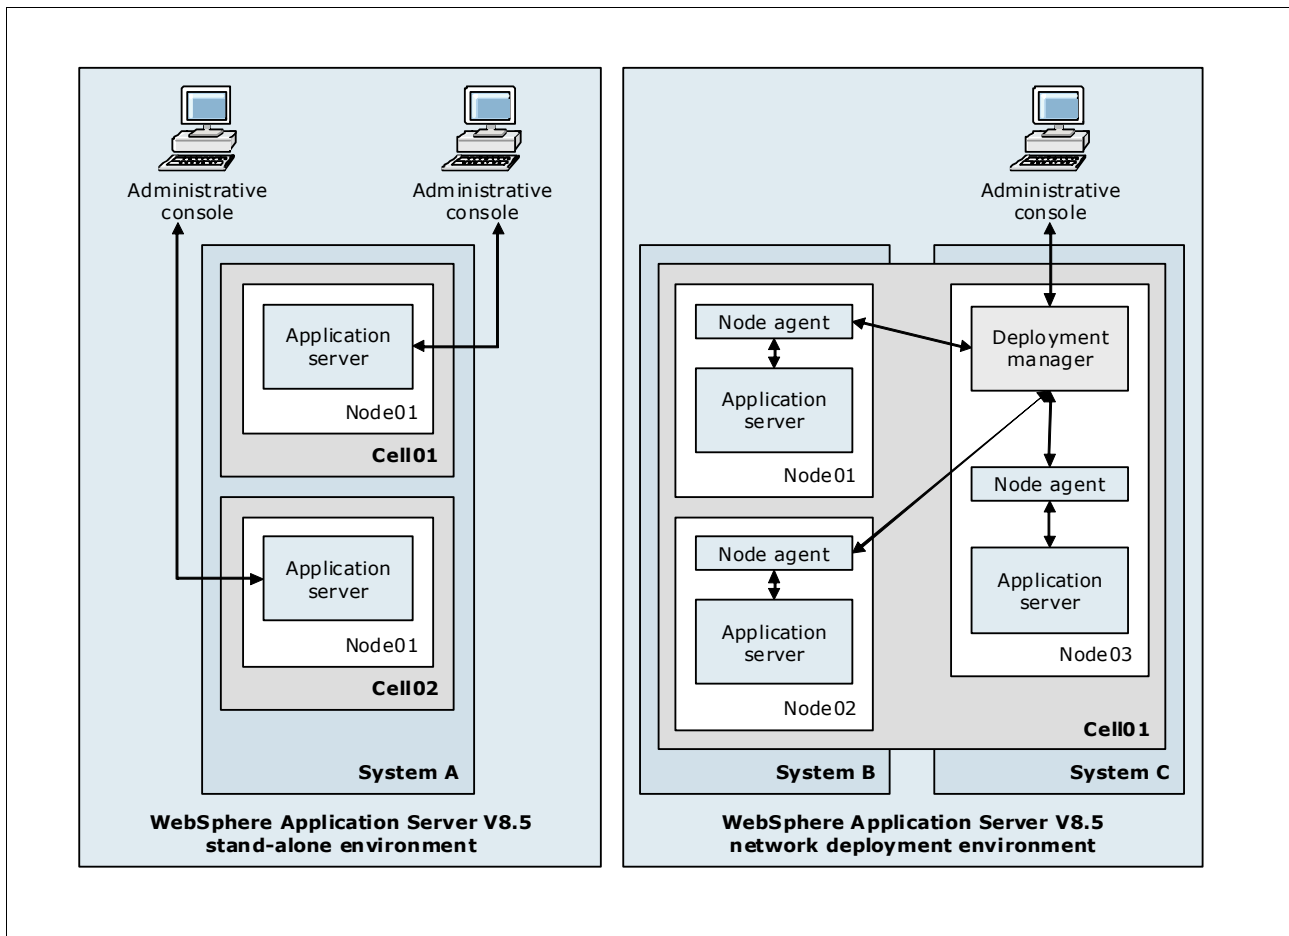 Administrative
console
Administrative
console
Application
server
Node01
Cell01
Application
server
Node01
Cell02
System A
WebSphere Application Server V8.5
stand-alone environment
Administrative
console
Node agent
Application
server
Node01
Node agent
Application
server
Node02
Deployment
manager
Node agent
Application
server
Node03
Cell01
System B
System C
WebSphere Application Server V8.5
network deployment environment